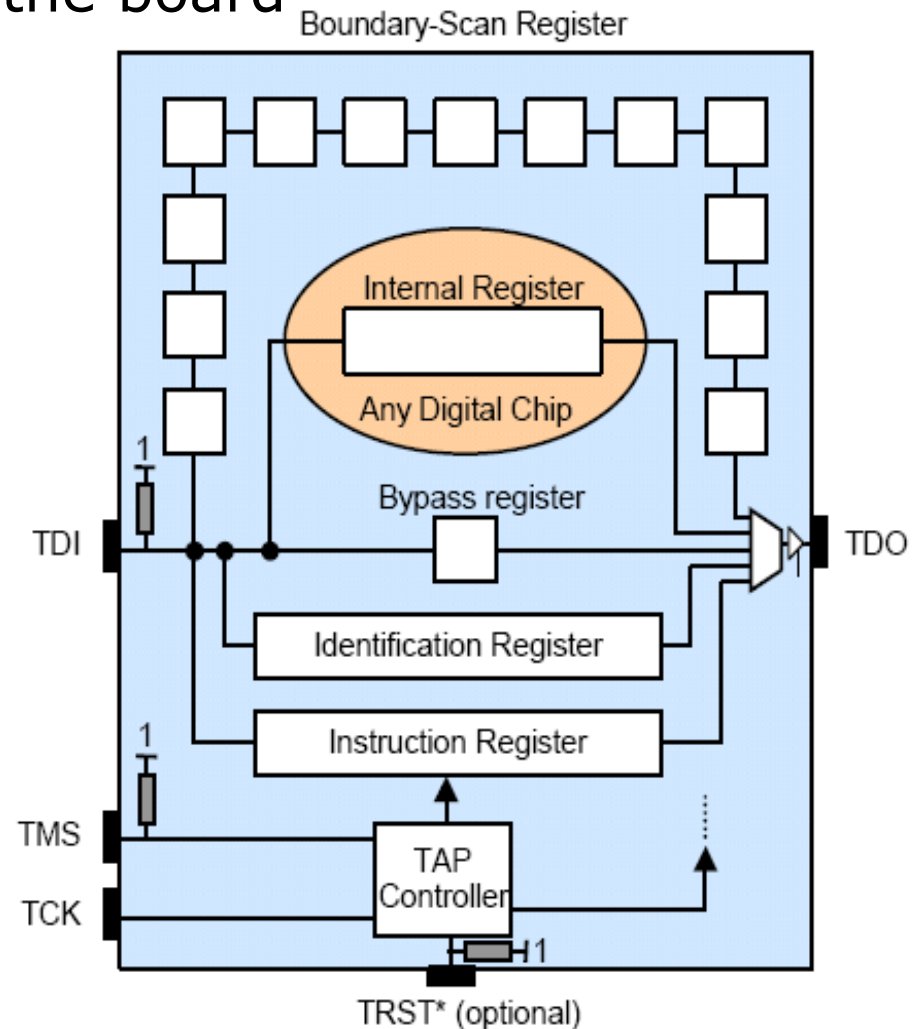 the board
Boundary-Scan Register
Internal Register
Any Digital Chip
1
Bypass register
TDI
TDO
Identification Register
1
Instruction Register
TMS
TAP
Controller
TCK
1
TRST* (optional)